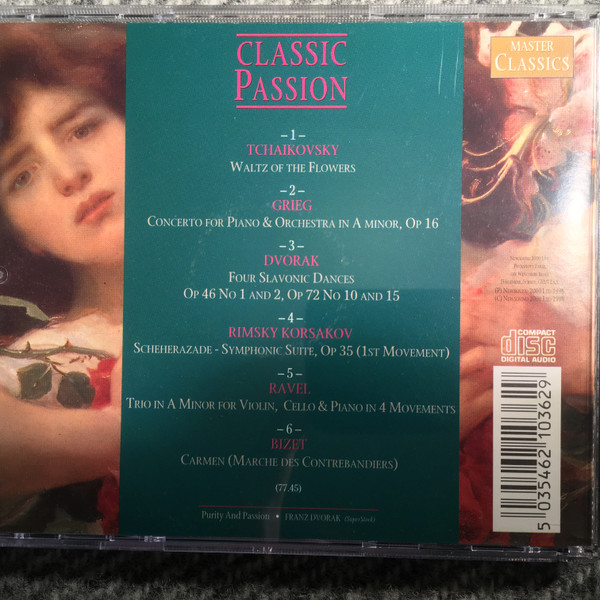 CLASSIC
PASSION
MASTER
CLASSICS
– 1 –
TCHAIKOVSKY
WALTZ OF THE FLOWERS
– 2 –
GRIEG
CONCERTO FOR PIANO & ORCHESTRA IN A MINOR, OP 16
– 3 –
DVORAK
FOUR SLAVONIC DANCES
OP 46 NO 1 AND 2, OP 72 NO 10 AND 15
– 4 –
RIMSKY KORSAKOV
SCHEHERAZADE - SYMPHONIC SUITE, OP 35 (1ST MOVEMENT)
– 5 –
RAVEL
TRIO IN A MINOR FOR VIOLIN, CELLO & PIANO IN 4 MOVEMENTS
– 6 –
BIZET
CARMEN (MARCHE DES CONTREBANDIERS)
(77.45)
Purity And Passion • FRANZ DVORAK (SuperStock)
COMPACT
disc
DIGITAL AUDIO
5 035462 103629